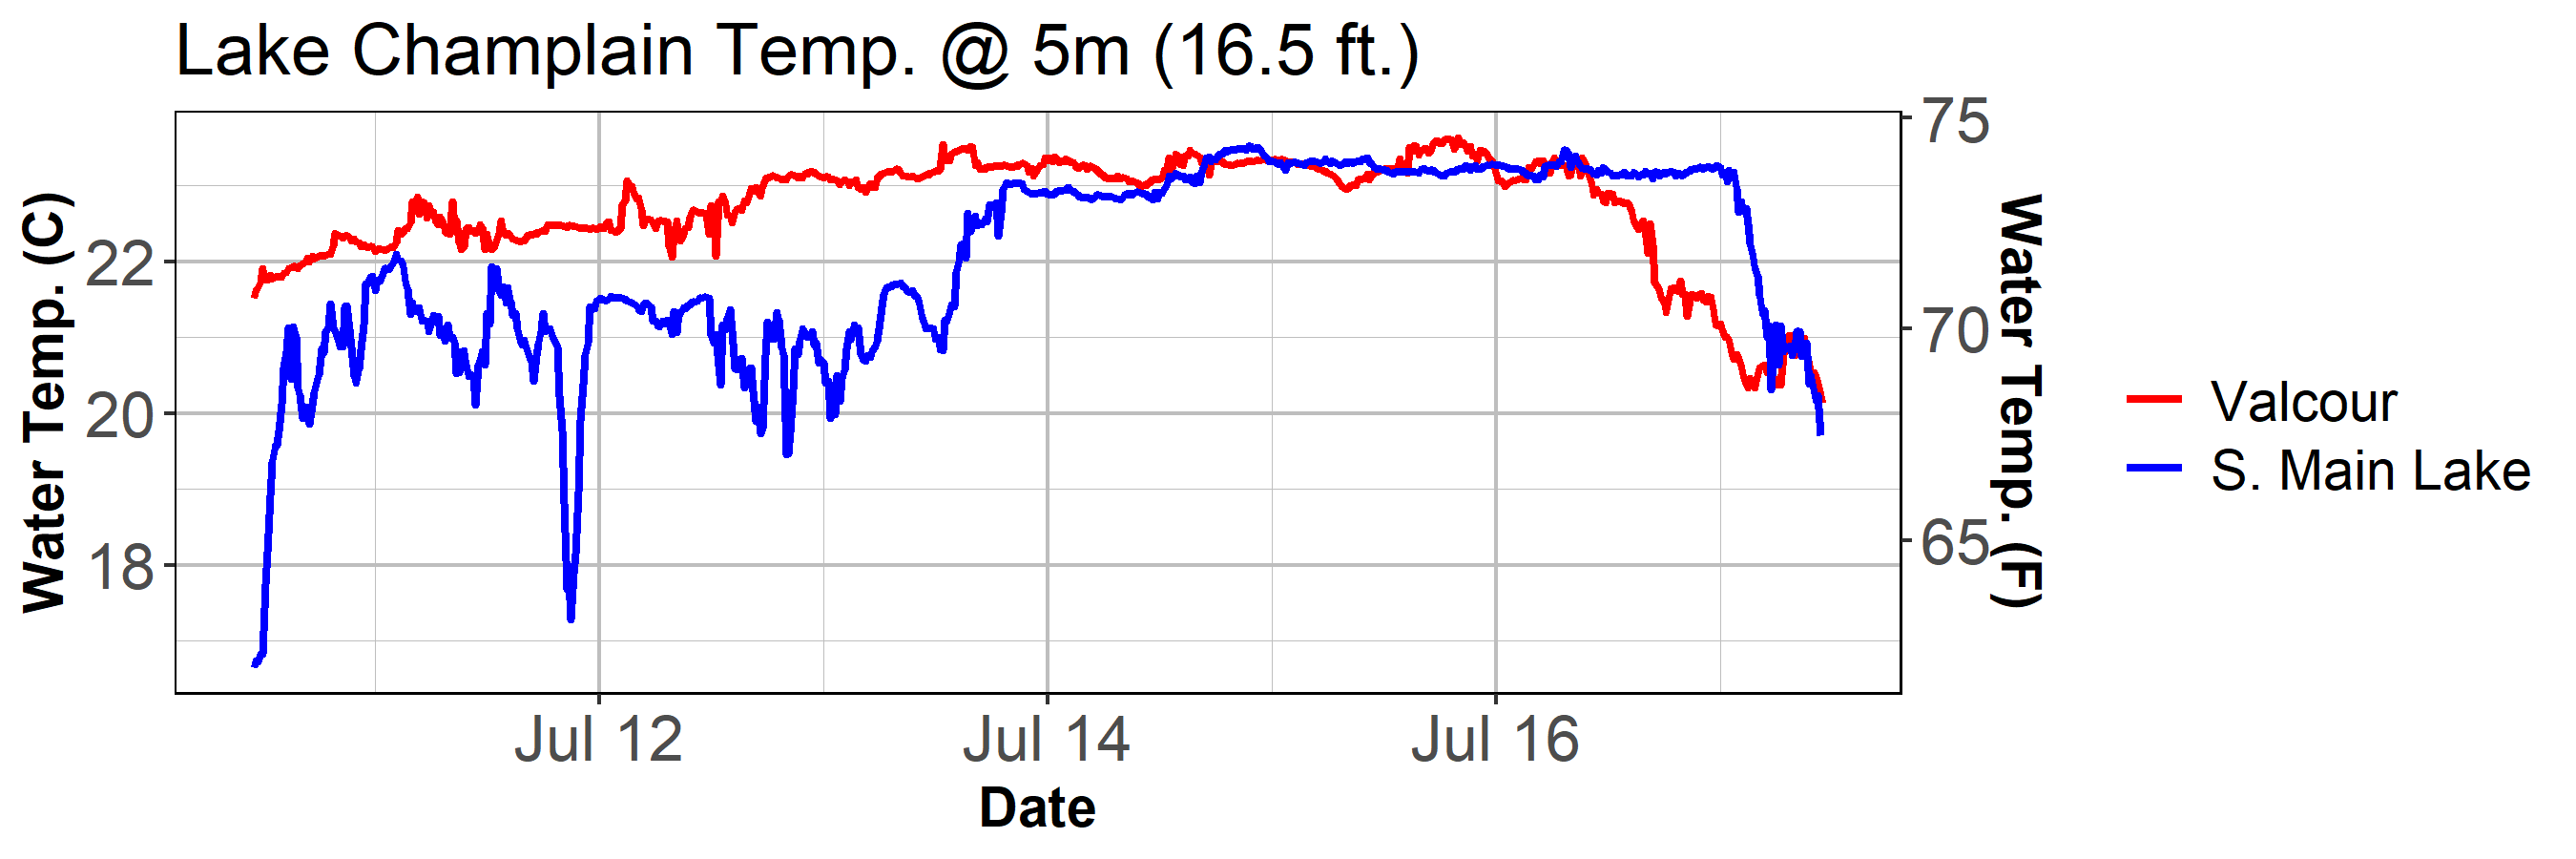 Lake Champlain Temp. @ 5m (16.5 ft.)
Water Temp. (C)
22
20
18
75
70
65
Water Temp. (F)
Jul 12
Jul 14
Jul 16
Date
Valcour
S. Main Lake